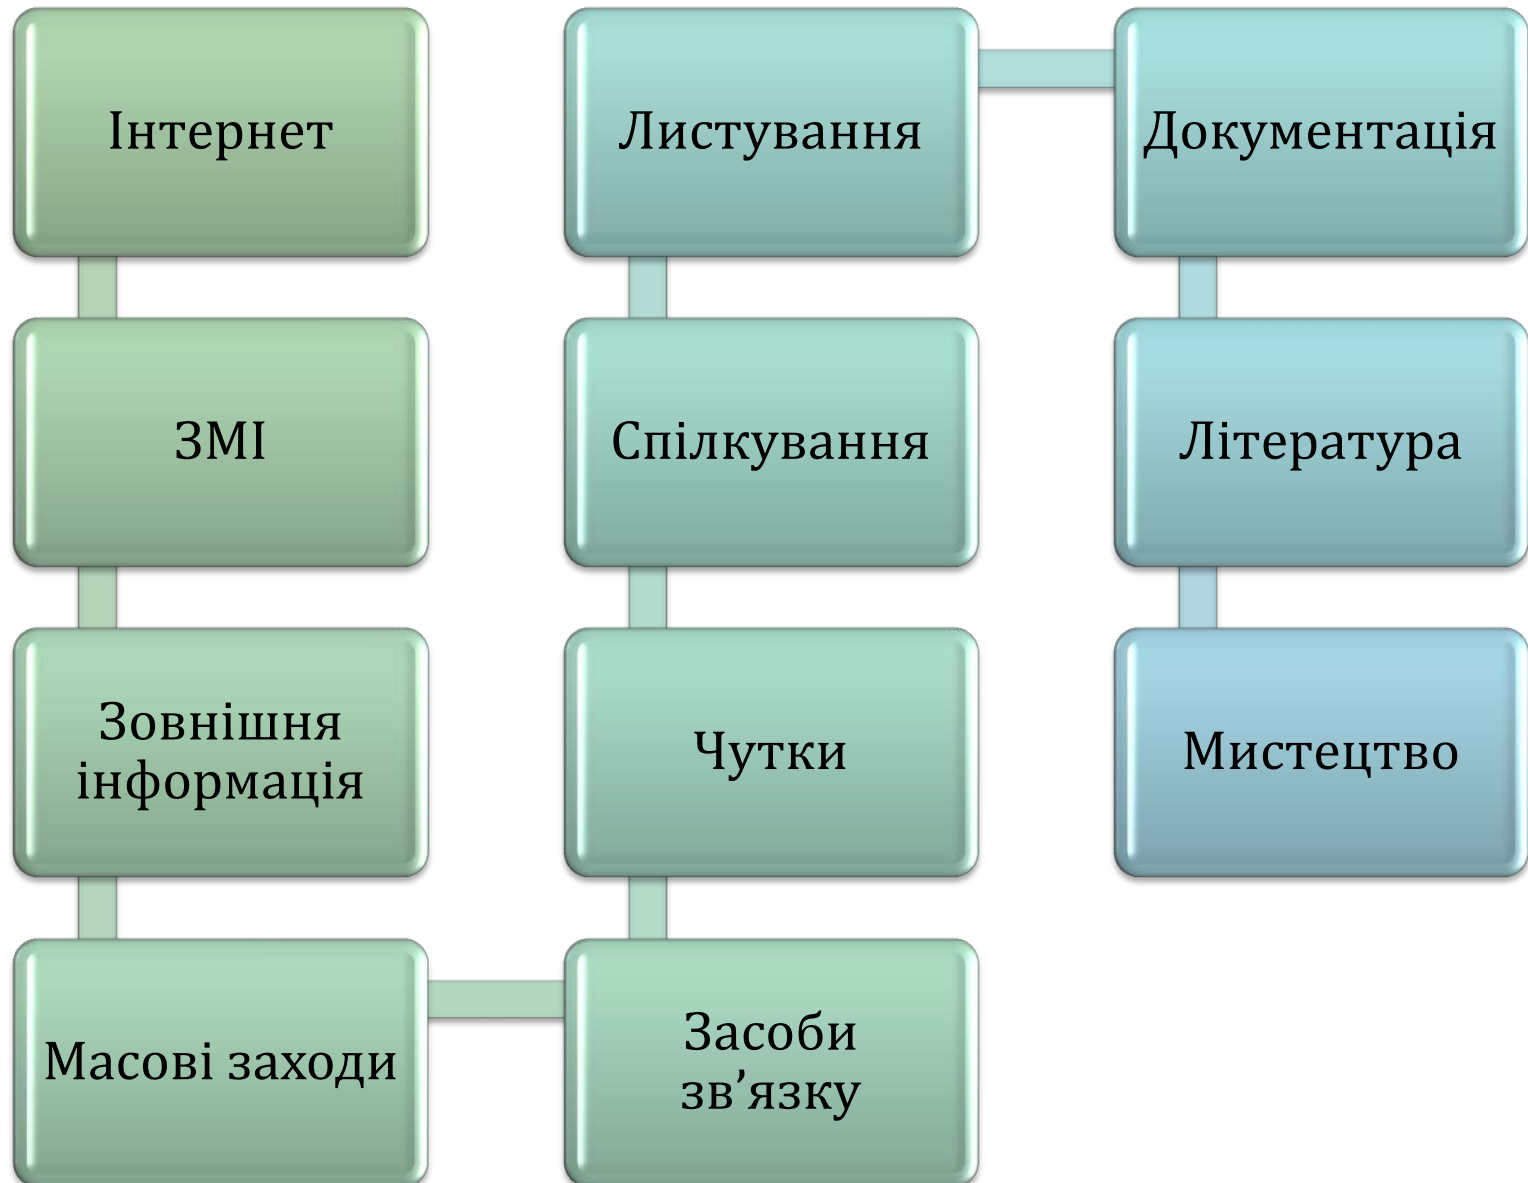 Інтернет
ЗМІ
Зовнішня
інформація
Масові заходи
Засоби
зв’язку
Чутки
Спілкування
Листування
Документація
Література
Мистецтво